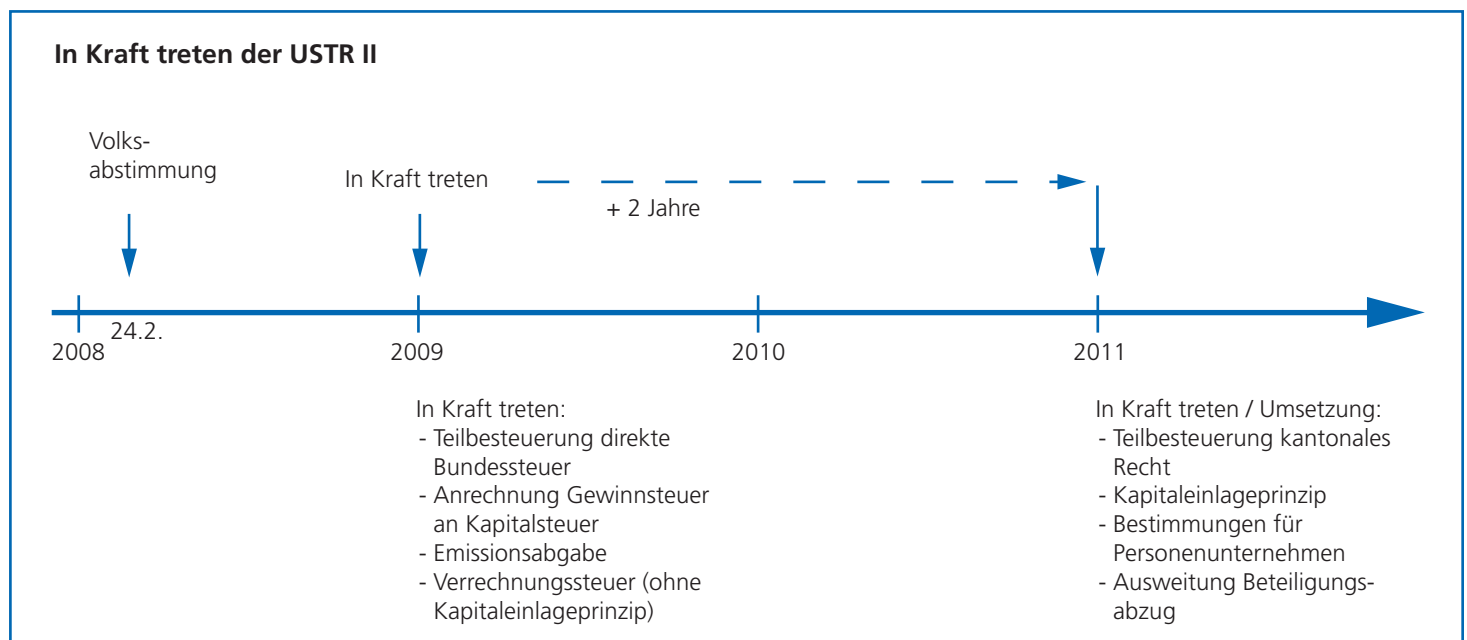 In Kraft treten der USTR II
Volks-
abstimmung
In Kraft treten
+ 2 Jahre
24.2.
2008
2009
2010
2011
In Kraft treten:
- Teilbesteuerung direkte
Bundessteuer
- Anrechnung Gewinnsteuer
an Kapitalsteuer
- Emissionsabgabe
- Verrechnungssteuer (ohne
Kapitaleinlageprinzip)
In Kraft treten / Umsetzung:
- Teilbesteuerung kantonales
Recht
- Kapitaleinlageprinzip
- Bestimmungen für
Personenunternehmen
- Ausweitung Beteiligungs-
abzug